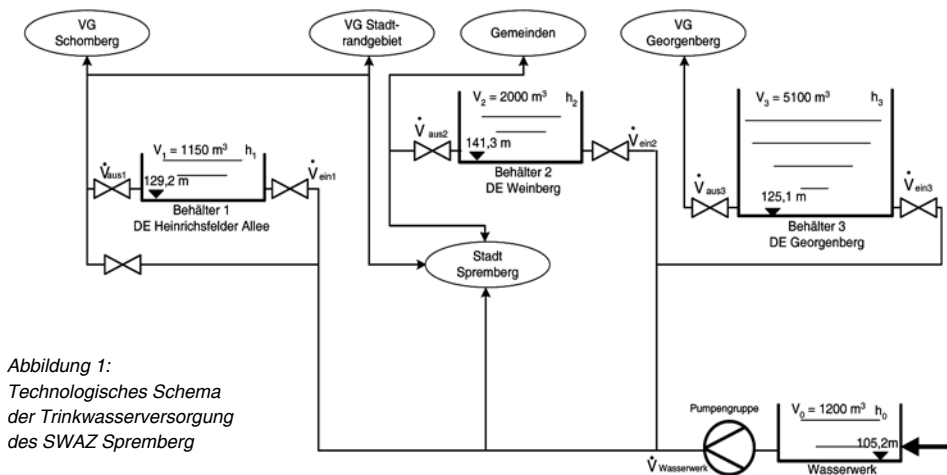 VG
Schomberg
VG Stadt-
randgebiet
Gemeinden
VG
Georgenberg
V̇aus1
V1 = 1150 m³ h1
129,2 m
V̇ein1
Behälter 1
DE Heinrichsfelder Allee
V̇aus2
V2 = 2000 m³ h2
141,3 m
V̇ein2
Behälter 2
DE Weinberg
V̇aus3
V3 = 5100 m³ h3
125,1 m
V̇ein3
Behälter 3
DE Georgenberg
Stadt
Spremberg
Abbildung 1:
Technologisches Schema
der Trinkwasserversorgung
des SWAZ Spremberg
Pumpengruppe
V̇Wasserwerk
V0 = 1200 m³ h0
105,2m
Wasserwerk